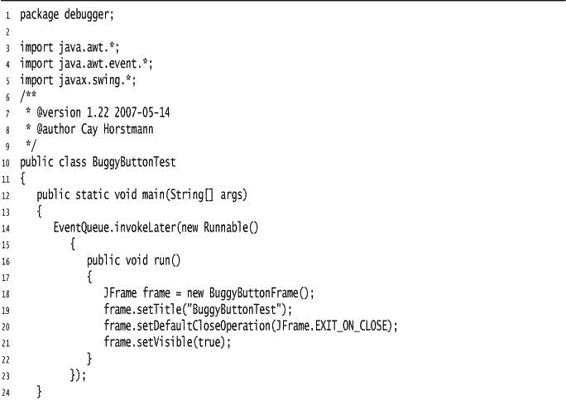 1 package debugger;
2
3 import java.awt.*;
4 import java.awt.event.*;
5 import javax.swing.*;
6 /**
7  * @version 1.22 2007-05-14
8  * @author Cay Horstmann
9  */
10 public class BuggyButtonTest
11 {
12    public static void main(String[] args)
13    {
14       EventQueue.invokeLater(new Runnable()
15          {
16             public void run()
17             {
18                JFrame frame = new BuggyButtonFrame();
19                frame.setTitle("BuggyButtonTest");
20                frame.setDefaultCloseOperation(JFrame.EXIT_ON_CLOSE);
21                frame.setVisible(true);
22             }
23          });
24    }